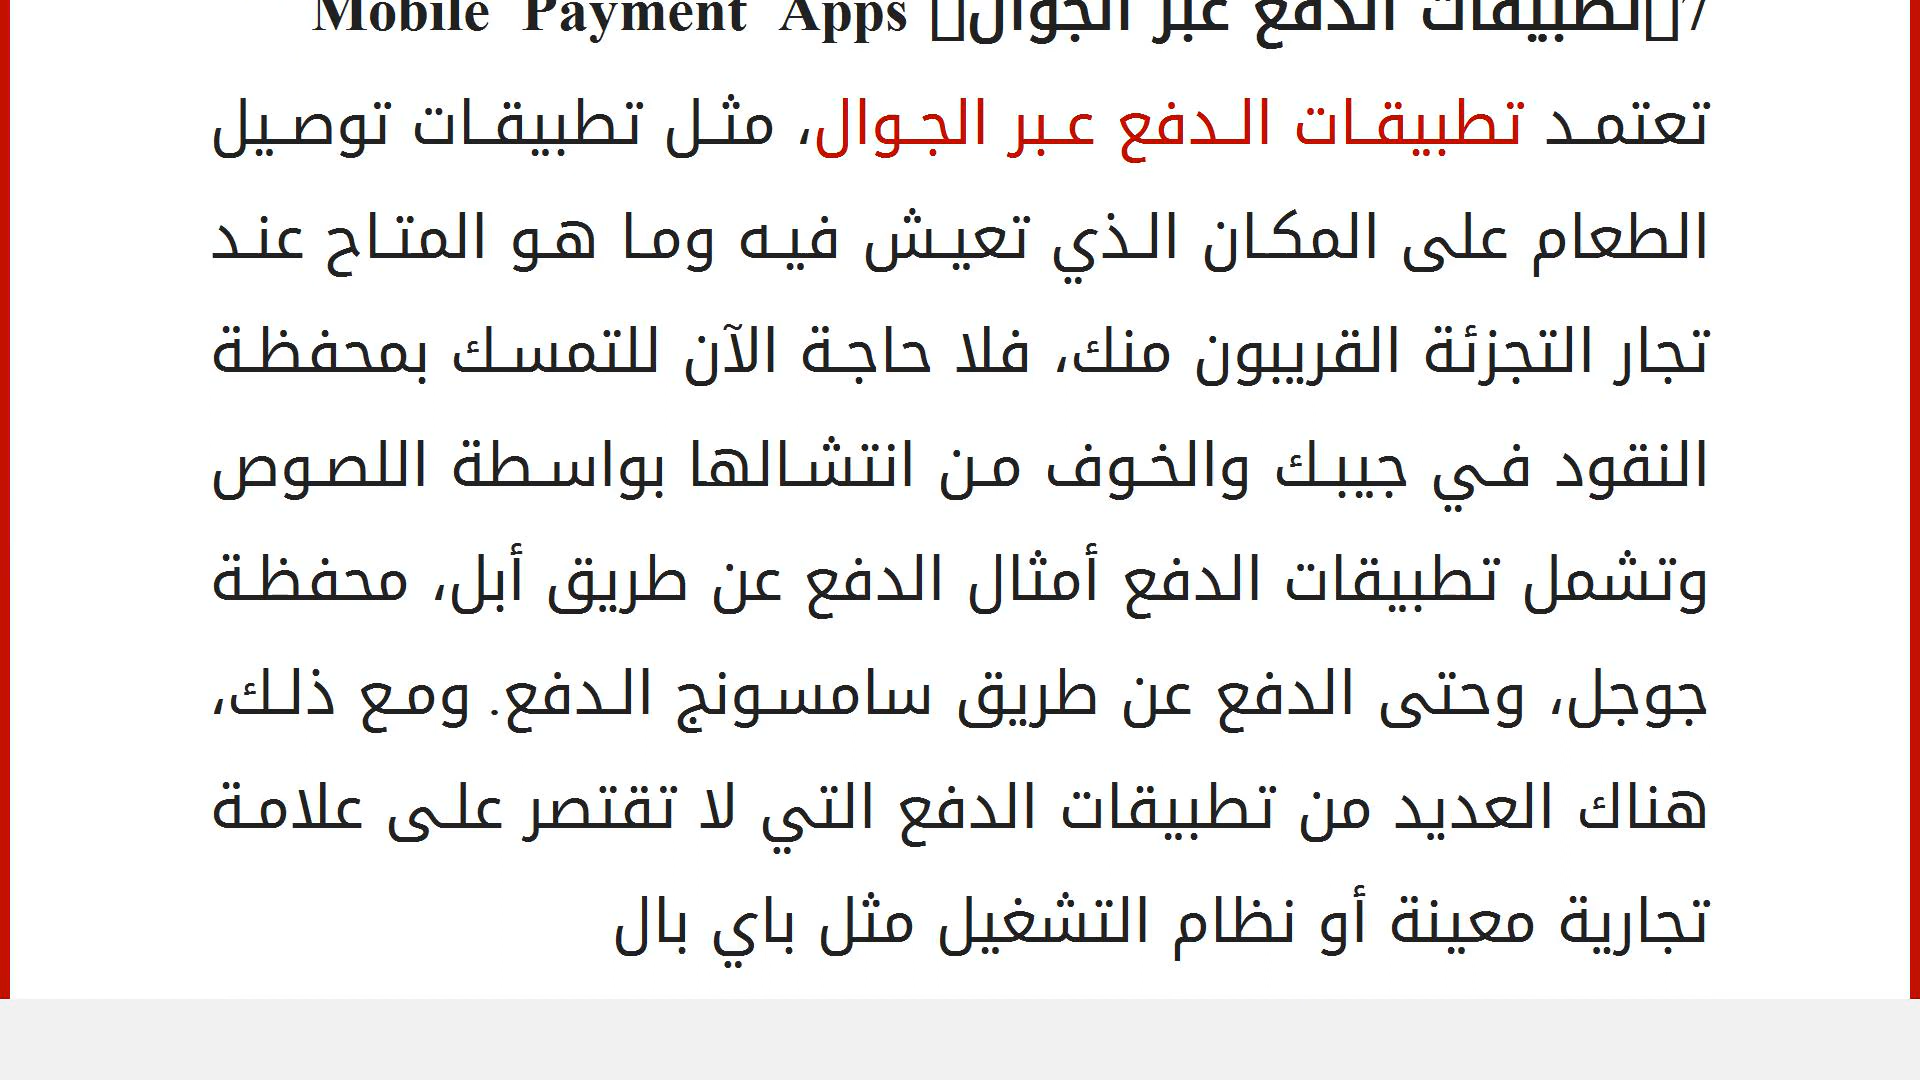 7▯تطبيقات الدفع عبر الجوال▯ Mobile Payment Apps
تعتمد تطبيقات الدفع عبر الجوال، مثل تطبيقات توصيل
الطعام على المكان الذي تعيش فيه وما هو المتاح عند
تجار التجزئة القريبون منك، فلا حاجة الآن للتمسك بمحفظة
النقود في جيبك والخوف من انتشالها بواسطة اللصوص
وتشمل تطبيقات الدفع أمثال الدفع عن طريق أبل، محفظة
جوجل، وحتى الدفع عن طريق سامسونج الدفع. ومع ذلك،
هناك العديد من تطبيقات الدفع التي لا تقتصر على علامة
تجارية معينة أو نظام التشغيل مثل باي بال